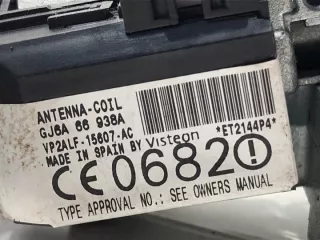 ANTENNA-COIL
GJ6A 66 938A
VP2ALF-15607-AC
MADE IN SPAIN BY Visteon
*ET2144P4*
CE0682!
TYPE APPROVAL NO.: SEE OWNERS MANUAL